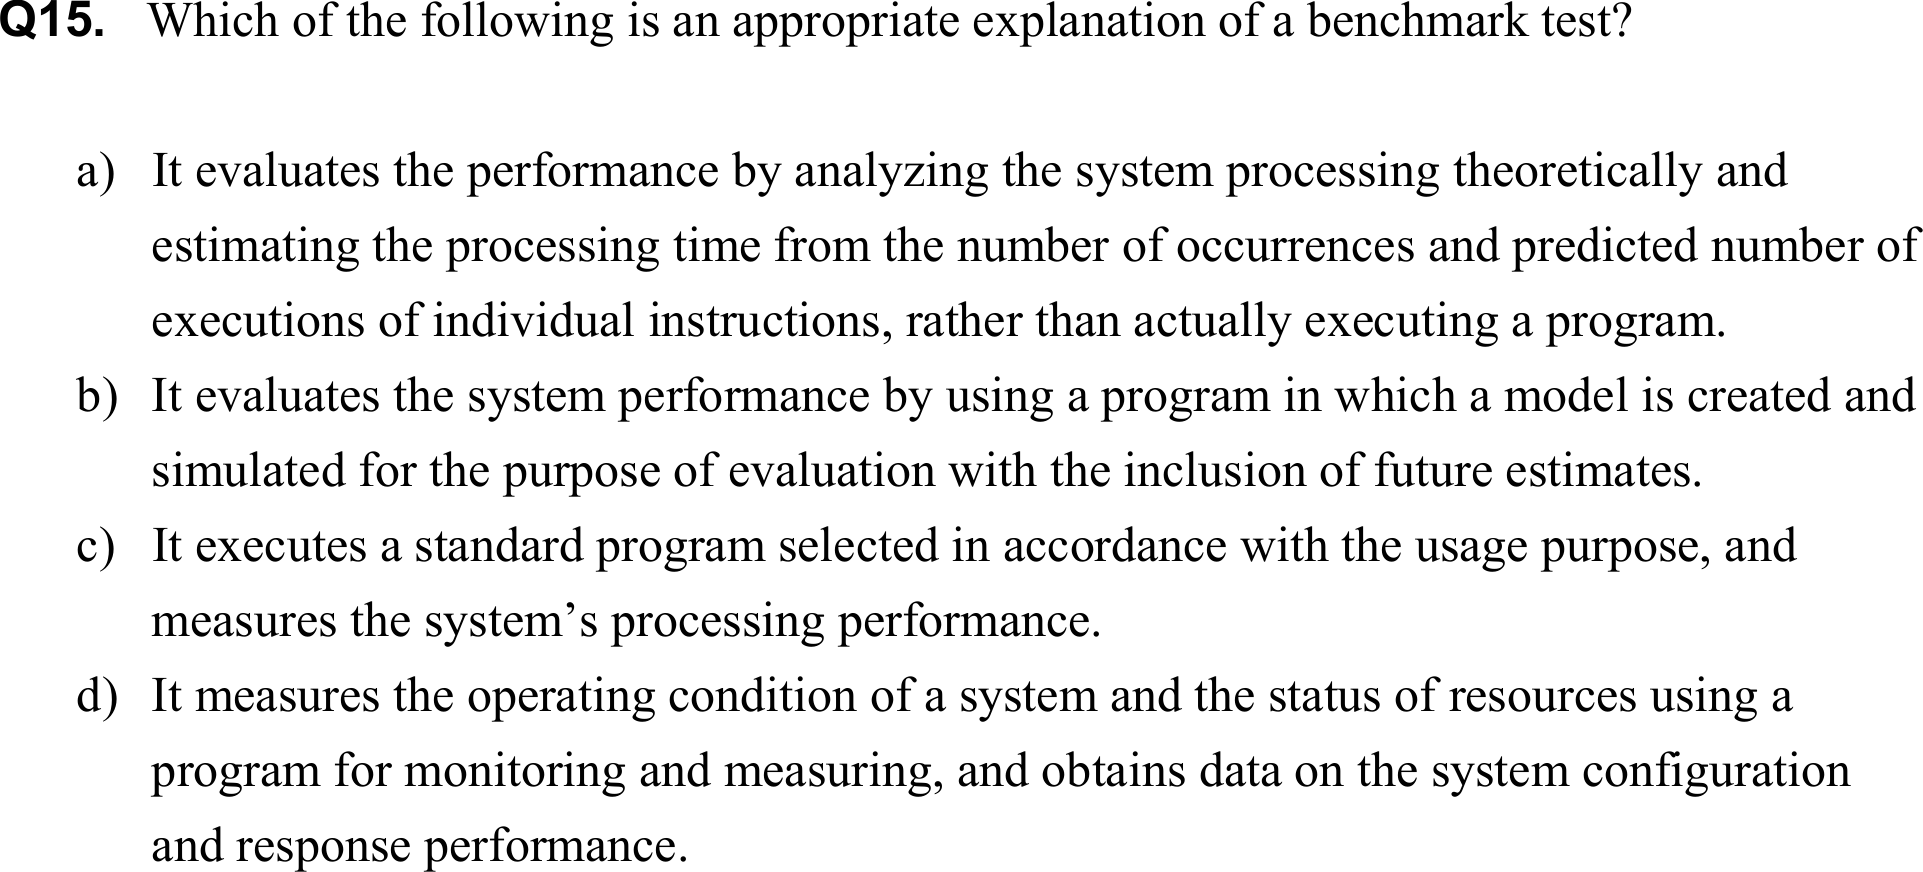 Q15. Which of the following is an appropriate explanation of a benchmark test?
a) It evaluates the performance by analyzing the system processing theoretically and
estimating the processing time from the number of occurrences and predicted number of
executions of individual instructions, rather than actually executing a program.
b) It evaluates the system performance by using a program in which a model is created and
simulated for the purpose of evaluation with the inclusion of future estimates.
c) It executes a standard program selected in accordance with the usage purpose, and
measures the system’s processing performance.
d) It measures the operating condition of a system and the status of resources using a
program for monitoring and measuring, and obtains data on the system configuration
and response performance.